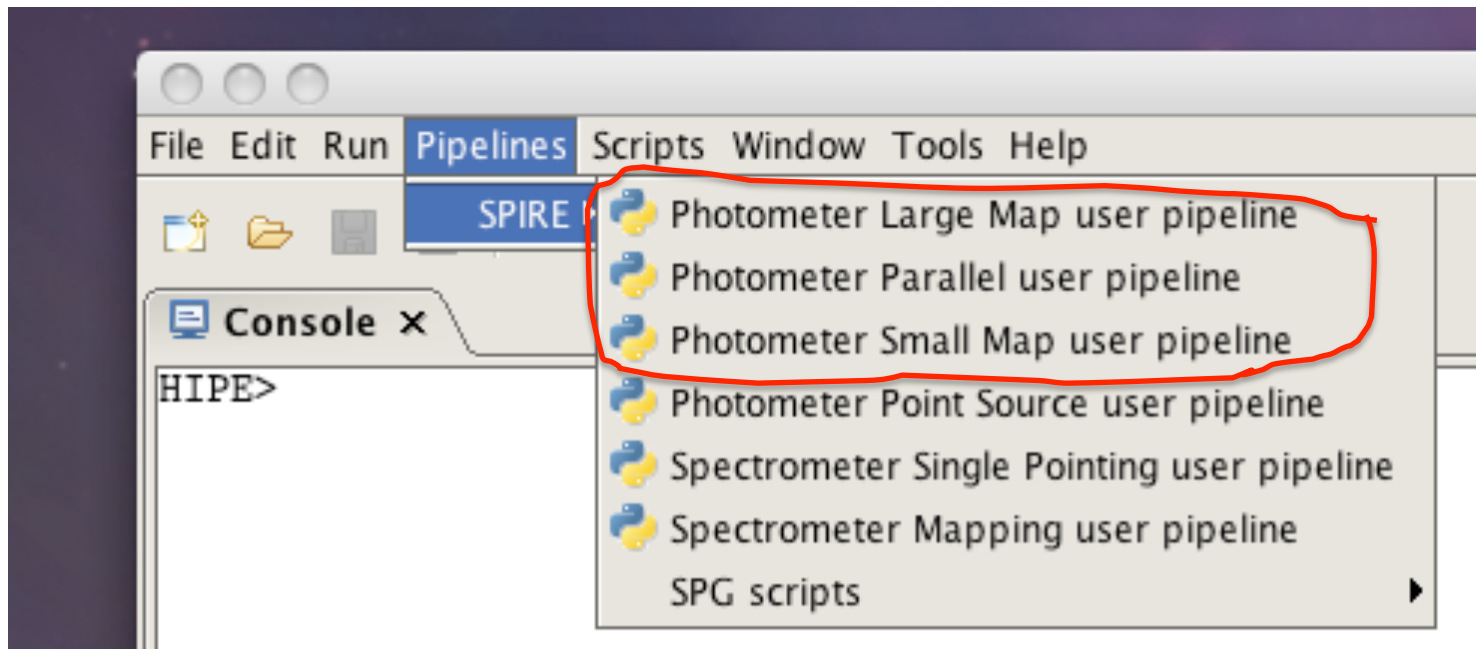 File Edit Run Pipelines Scripts Window Tools Help
SPIRE
Photometer Large Map user pipeline
Photometer Parallel user pipeline
Photometer Small Map user pipeline
Photometer Point Source user pipeline
Spectrometer Single Pointing user pipeline
Spectrometer Mapping user pipeline
SPG scripts
Console
HIPE>